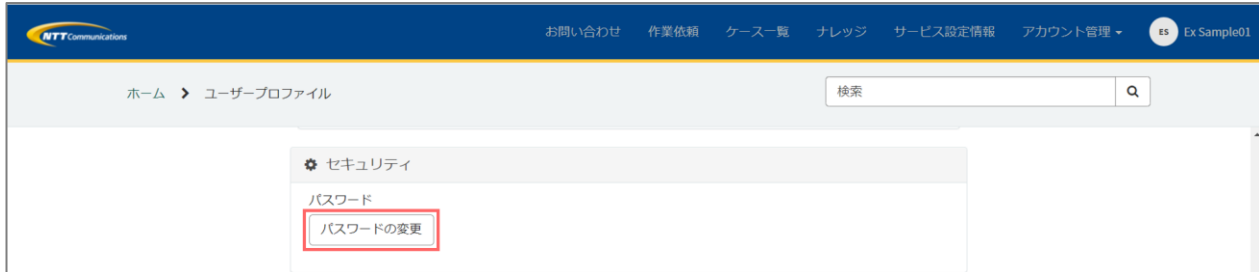 NTT Communications お問い合わせ 作業依頼 ケース一覧 ナレッジ サービス設定情報 アカウント管理 ES Ex Sample01
ホーム ユーザープロファイル 検索
セキュリティ
パスワード
パスワードの変更